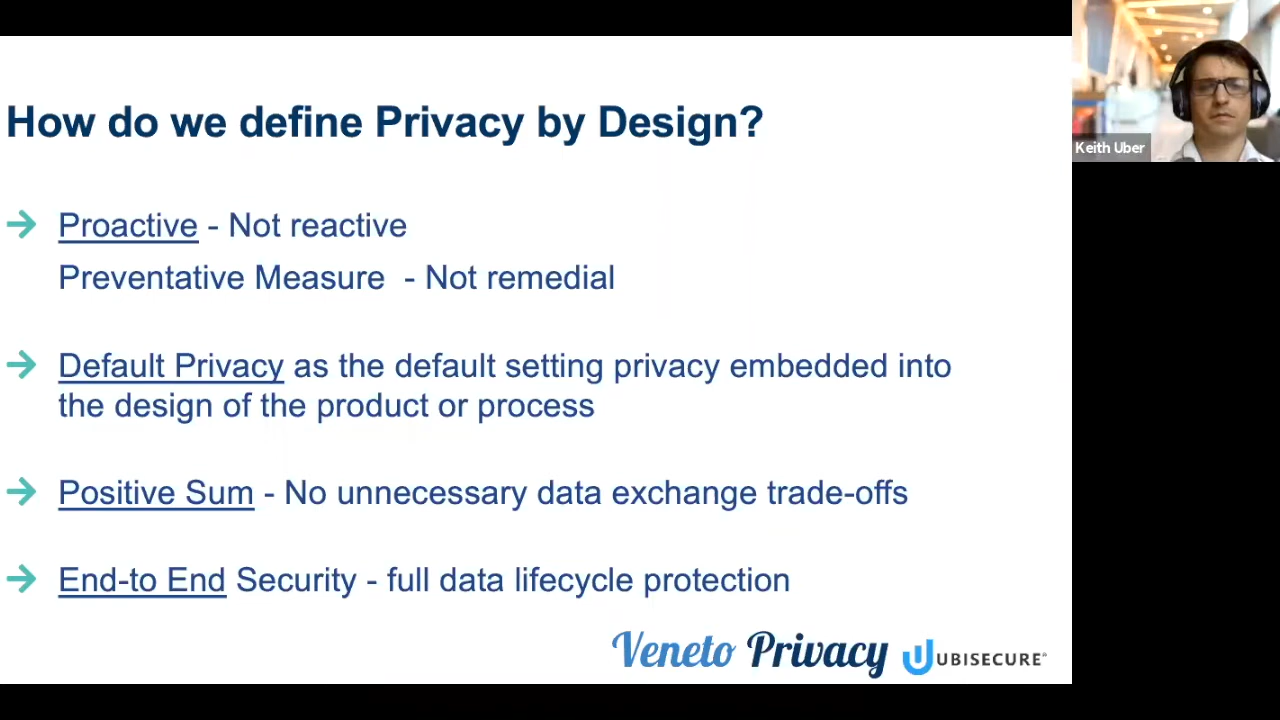 How do we define Privacy by Design?
Proactive - Not reactive
Preventative Measure - Not remedial
Default Privacy as the default setting privacy embedded into
the design of the product or process
Positive Sum - No unnecessary data exchange trade-offs
End-to End Security - full data lifecycle protection
Veneto Privacy
UBISECURE®
Keith Uber